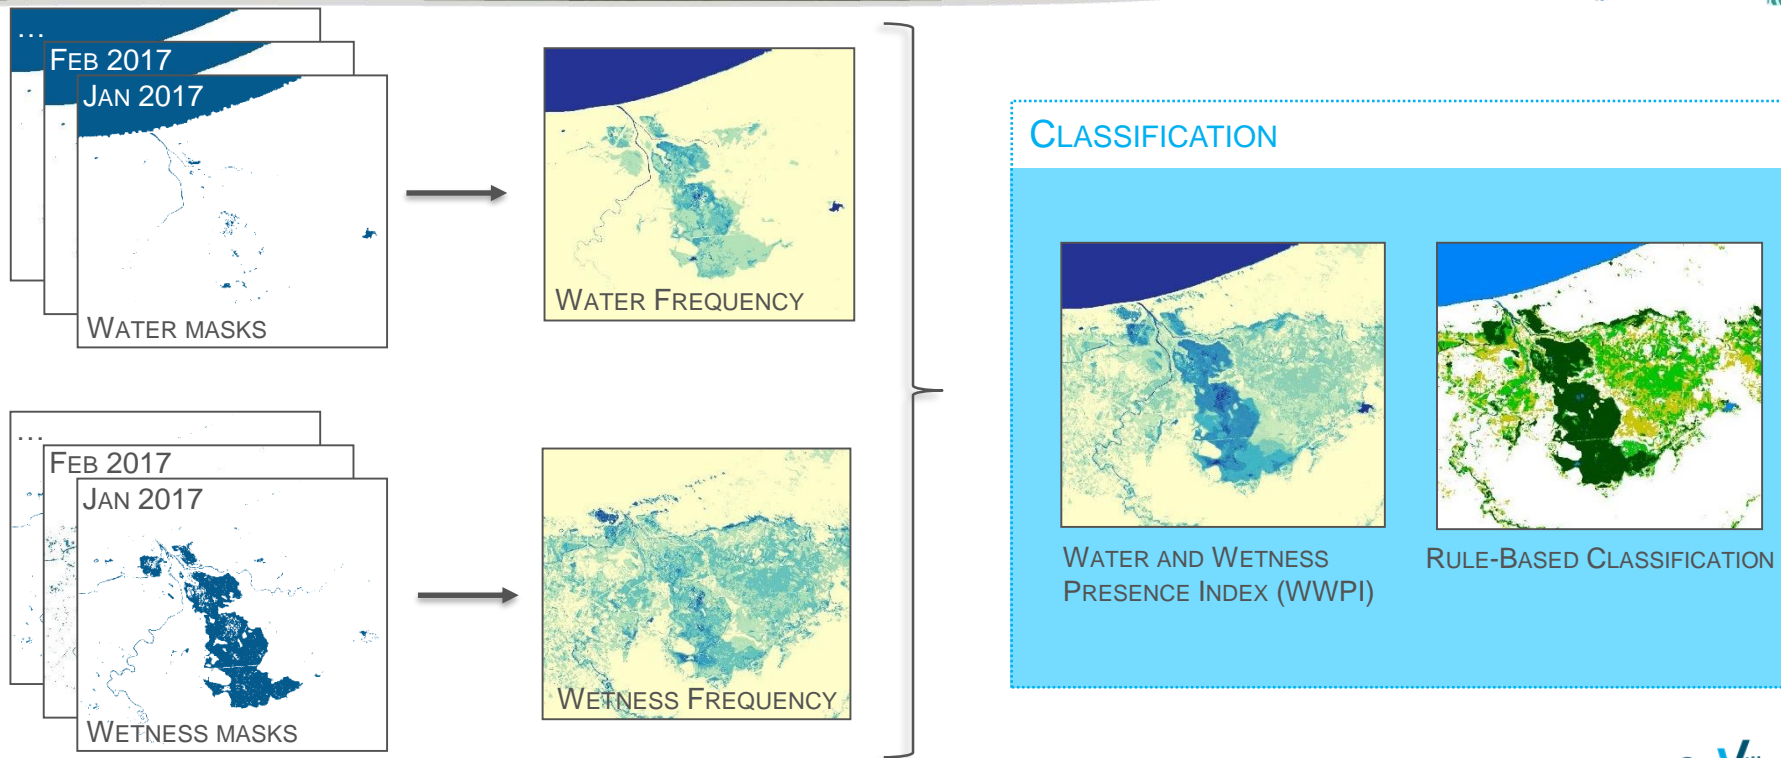 ...
FEB 2017
JAN 2017
WATER MASKS
WATER FREQUENCY
...
FEB 2017
JAN 2017
WETNESS MASKS
WETNESS FREQUENCY
CLASSIFICATION
WATER AND WETNESS
PRESENCE INDEX (WWPI)
RULE-BASED CLASSIFICATION